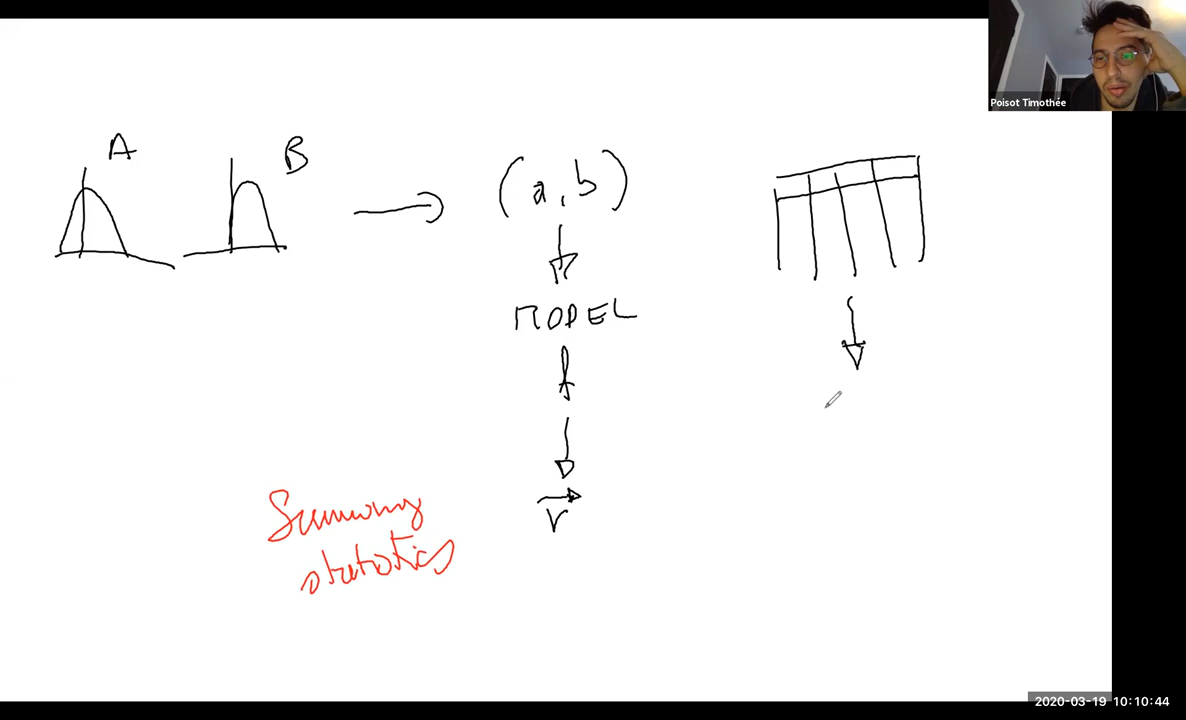 Poisot Timothée
A
B
(a, b)
MODEL
Summary
statistics
v
2020-03-19 10:10:44